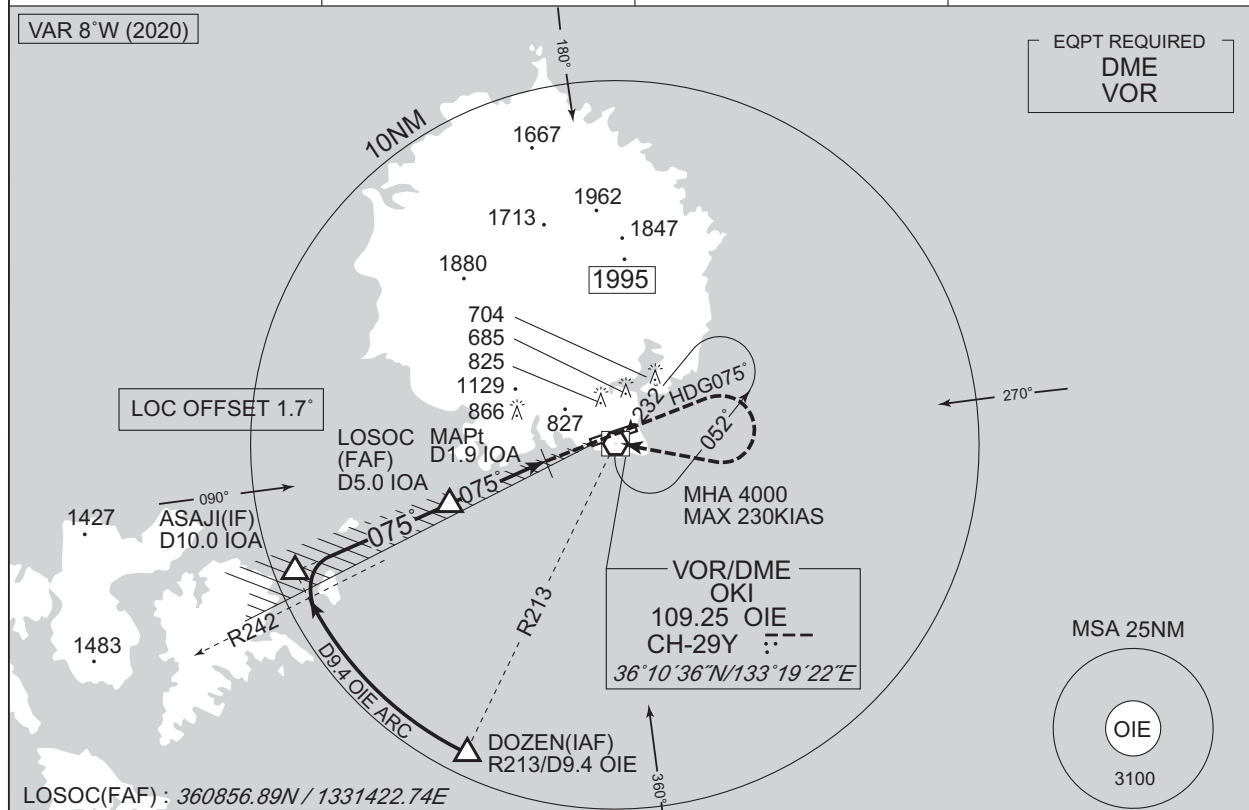 VAR 8°W (2020)
180°
EQPT REQUIRED
DME
VOR
10NM
1667
1962
1713
1847
1880
1995
704
685
825
1129
866
827
232°
HDG075°
052°
270°
LOC OFFSET 1.7°
LOSOC
(FAF)
D5.0 IOA
MAPt
D1.9 IOA
075°
075°
MHA 4000
MAX 230KIAS
090°
1427
ASAJI(IF)
D10.0 IOA
R242
1483
R213
D9.4 OIE ARC
VOR/DME
OKI
109.25 OIE
CH-29Y
36°10´36˝N/133°19´22˝E
MSA 25NM
OIE
3100
DOZEN(IAF)
R213/D9.4 OIE
360°
LOSOC(FAF) : 360856.89N / 1331422.74E